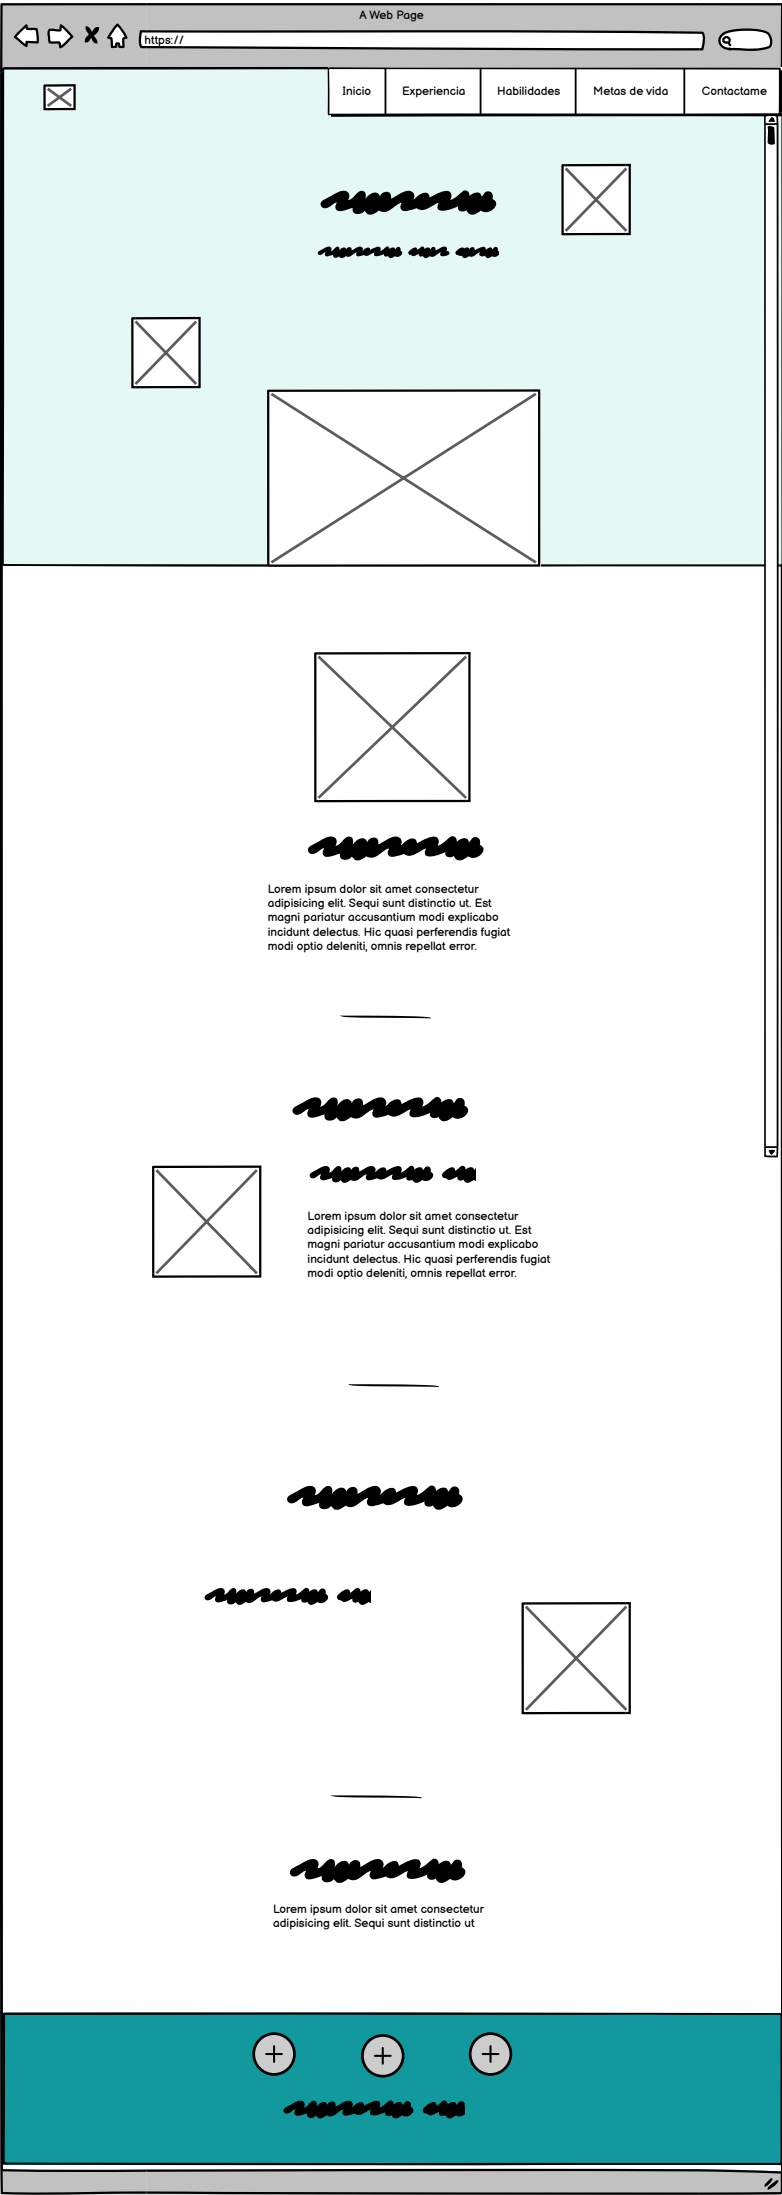 A Web Page
https://
Inicio
Experiencia
Habilidades
Metas de vida
Contactame
Lorem ipsum dolor sit amet consectetur
adipisicing elit. Sequi sunt distinctio ut. Est
magni pariatur accusantium modi explicabo
incidunt delectus. Hic quasi perferendis fugiat
modi optio deleniti, omnis repellat error.
Lorem ipsum dolor sit amet consectetur
adipisicing elit. Sequi sunt distinctio ut. Est
magni pariatur accusantium modi explicabo
incidunt delectus. Hic quasi perferendis fugiat
modi optio deleniti, omnis repellat error.
Lorem ipsum dolor sit amet consectetur
adipisicing elit. Sequi sunt distinctio ut